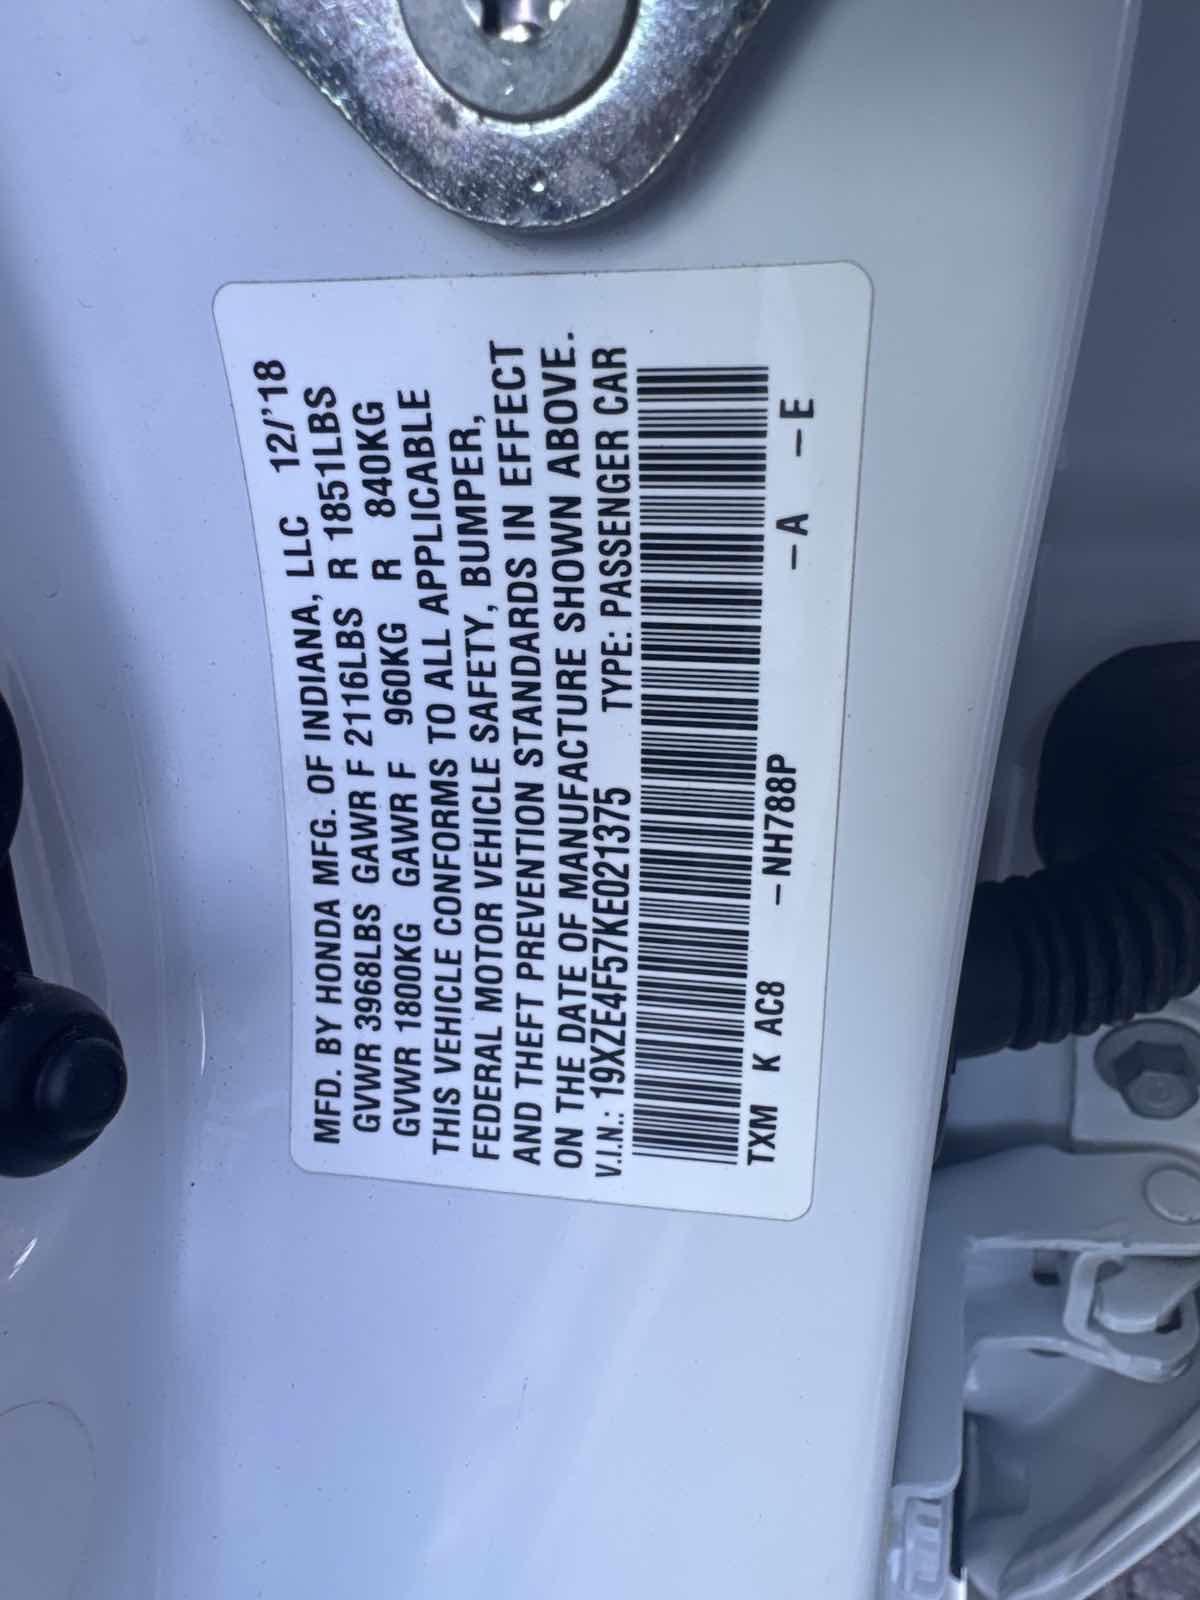 MFD. BY HONDA MFG. OF INDIANA, LLC 12/'18
GVWR 3968LBS GAWR F 2116LBS R 1851LBS
GVWR 1800KG GAWR F 960KG R 840KG
THIS VEHICLE CONFORMS TO ALL APPLICABLE
FEDERAL MOTOR VEHICLE SAFETY, BUMPER,
AND THEFT PREVENTION STANDARDS IN EFFECT
ON THE DATE OF MANUFACTURE SHOWN ABOVE.
V.I.N.: 19XZE4F57KE021375 TYPE: PASSENGER CAR
TXM K AC8 –NH788P –A –E